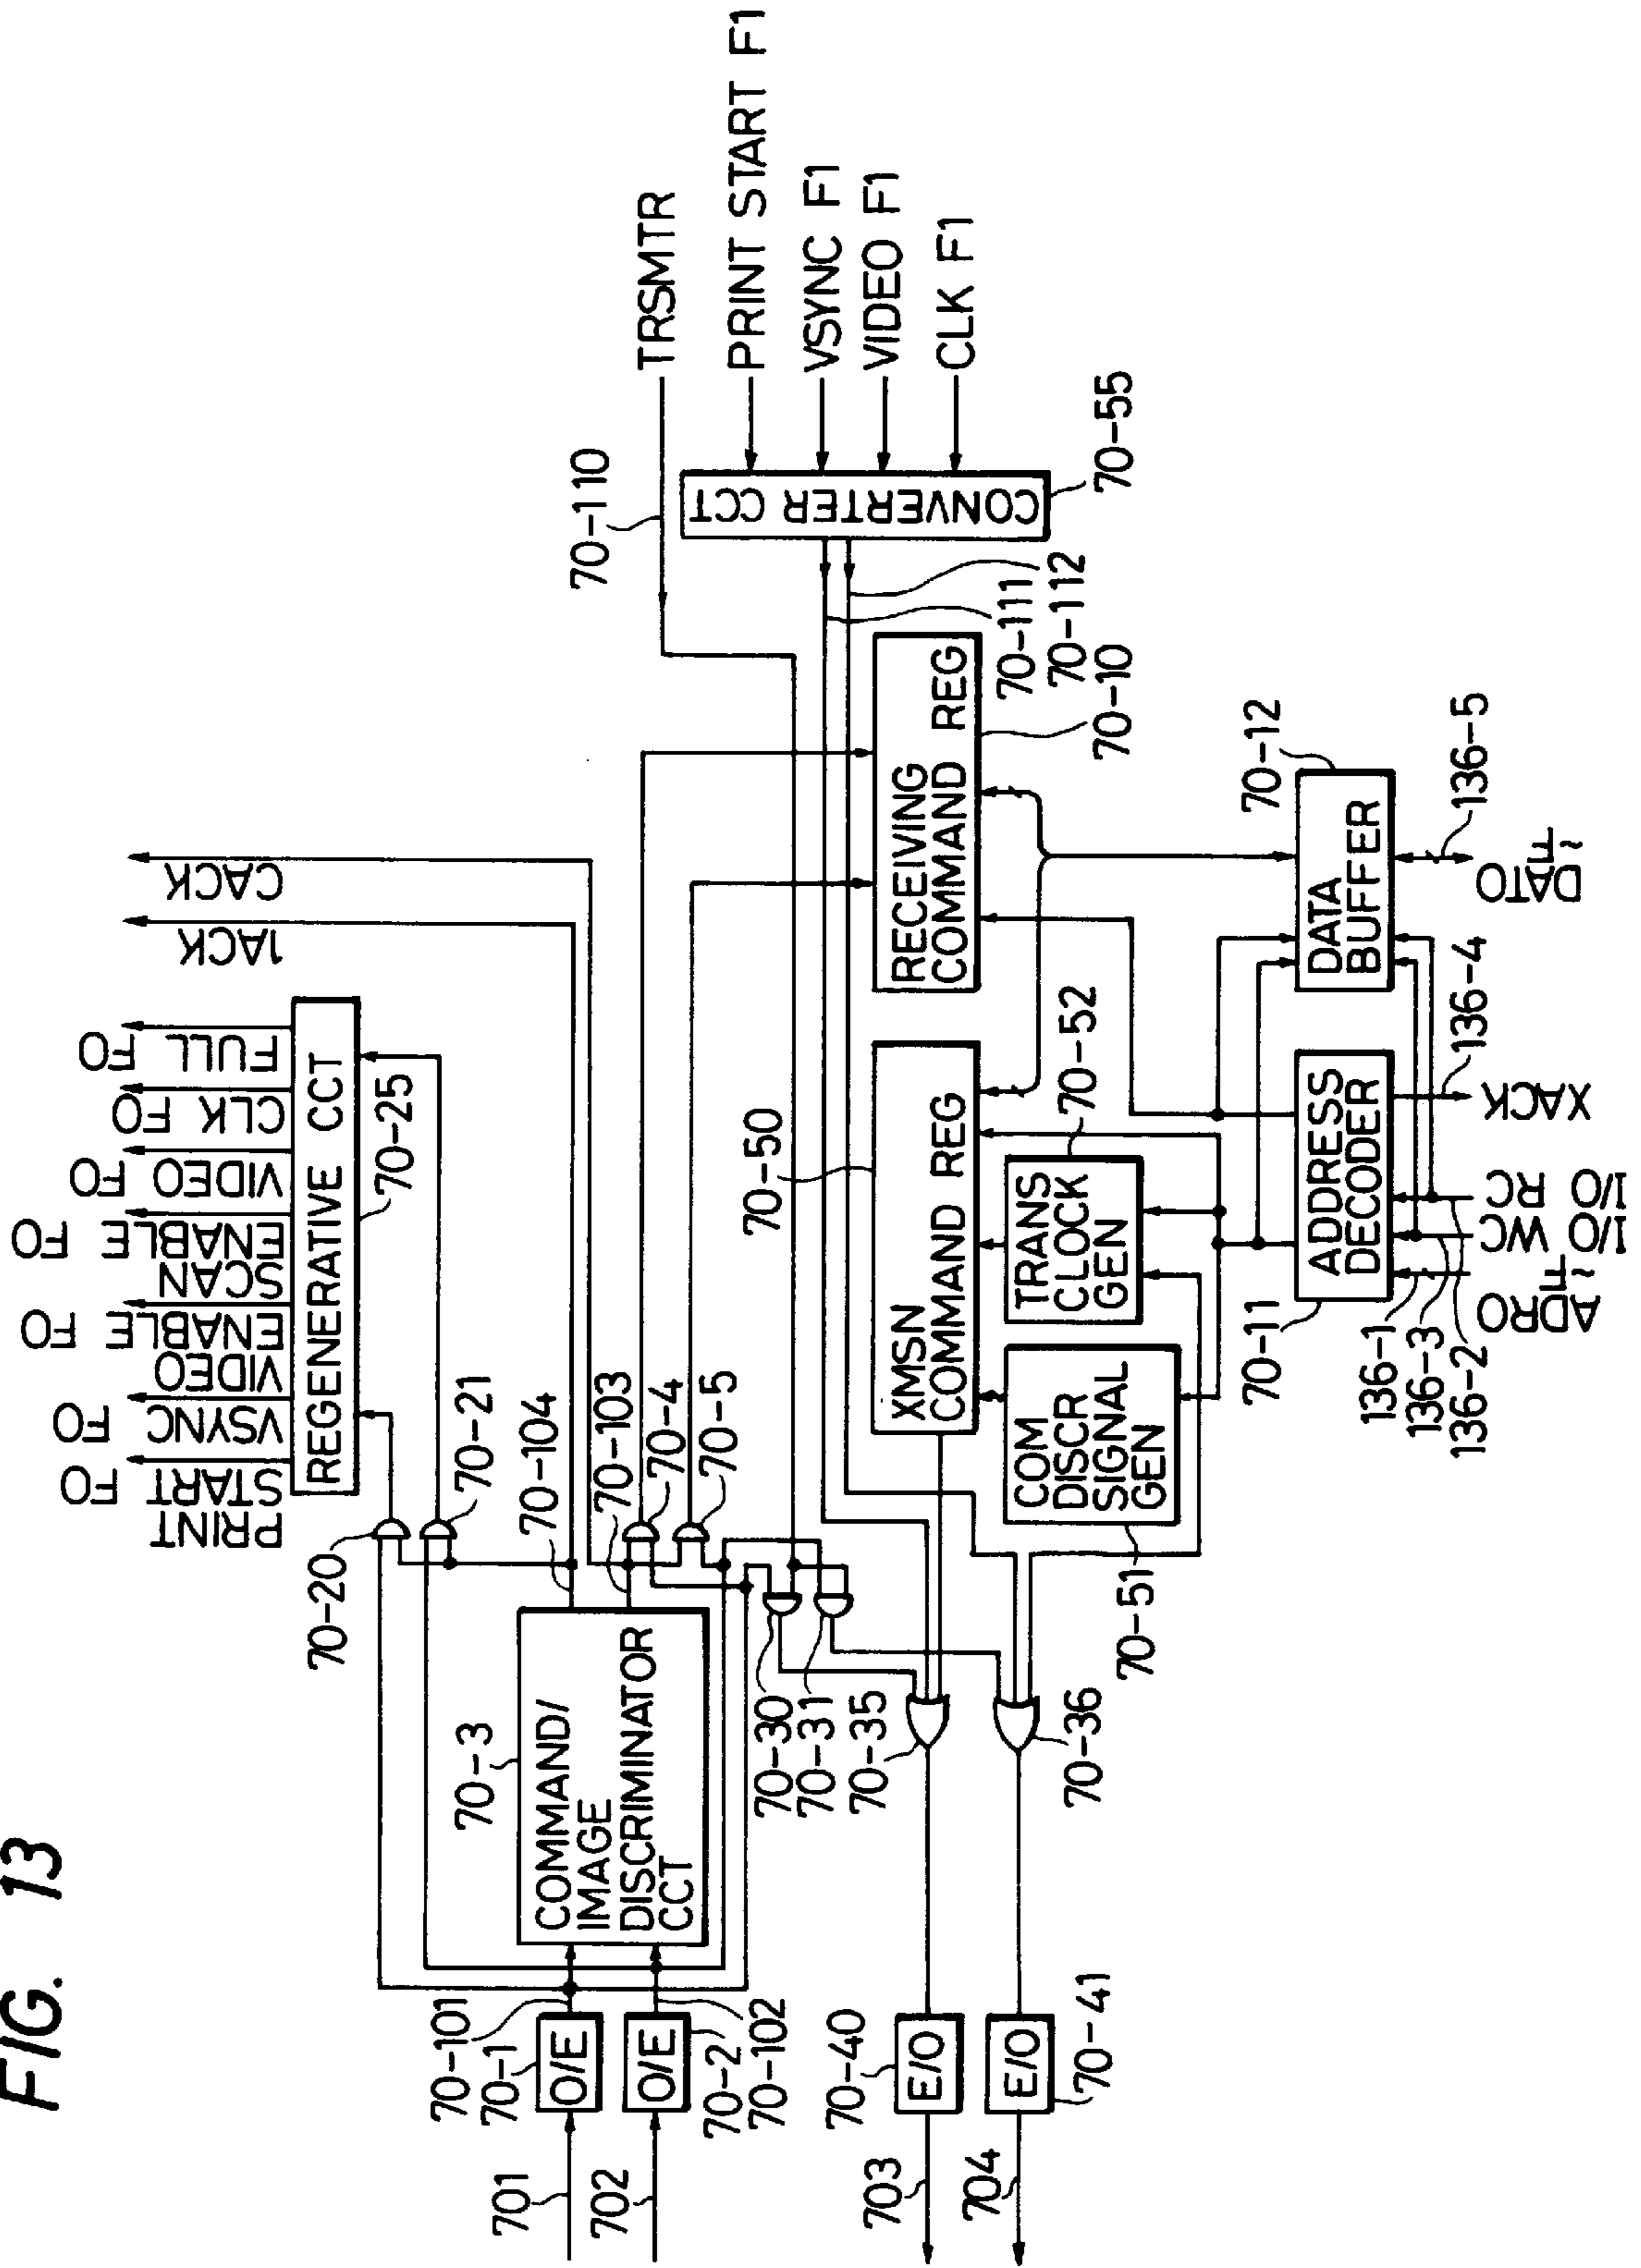 FIG. 13
701
702
703
704
70-101
70-1
O/E
O/E
70-2
70-102
70-40
E/O
E/O
70-41
70-3
COMMAND/
IMAGE
DISCRIMINATOR
CCT
70-30
70-31
70-35
70-36
70-20
70-21
70-104
70-103
70-4
70-5
PRINT
START FO
VSYNC FO
VIDEO
ENABLE FO
SCAN
ENABLE FO
VIDEO FO
CLK FO
FULL FO
REGENERATIVE CCT
70-25
1ACK
CACK
70-50
XMSN
COMMAND REG
COM
DISCR
SIGNAL
GEN
70-51
TRANS
CLOCK
GEN
70-52
RECEIVING
COMMAND REG
70-10
70-111
70-112
70-110
CONVERTER CCT
70-55
TRSMTR
PRINT START F1
VSYNC F1
VIDEO F1
CLK F1
ADDRESS
DECODER
70-11
136-1
136-3
136-2
ADRO ~ T
I/O WC
I/O RC
XACK
136-4
DATA
BUFFER
70-12
136-5
DATO ~ T